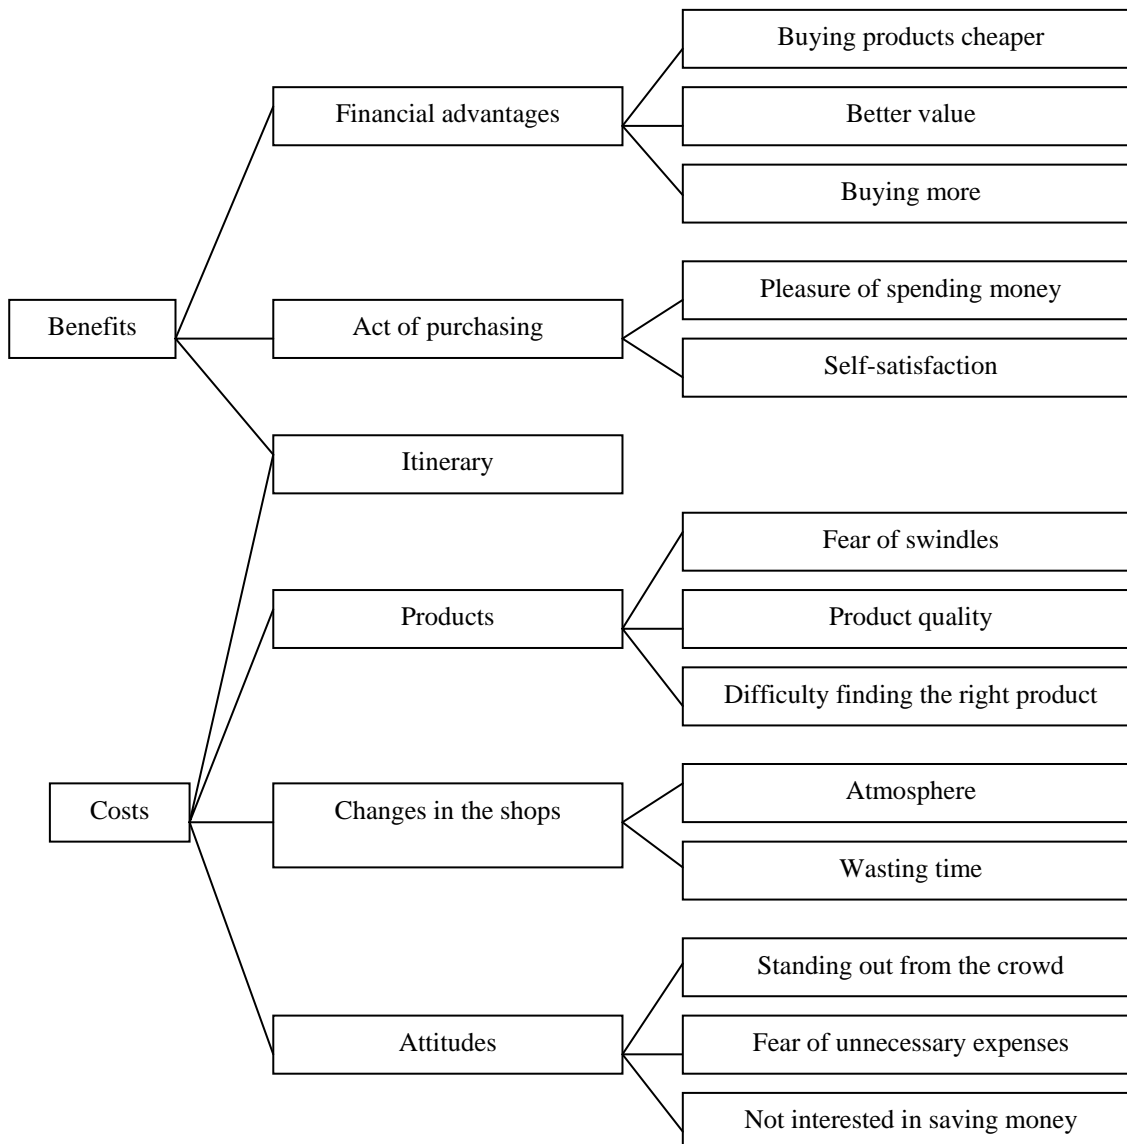 Buying products cheaper
Financial advantages
Better value
Buying more
Pleasure of spending money
Benefits
Act of purchasing
Self-satisfaction
Itinerary
Fear of swindles
Products
Product quality
Difficulty finding the right product
Atmosphere
Costs
Changes in the shops
Wasting time
Standing out from the crowd
Attitudes
Fear of unnecessary expenses
Not interested in saving money